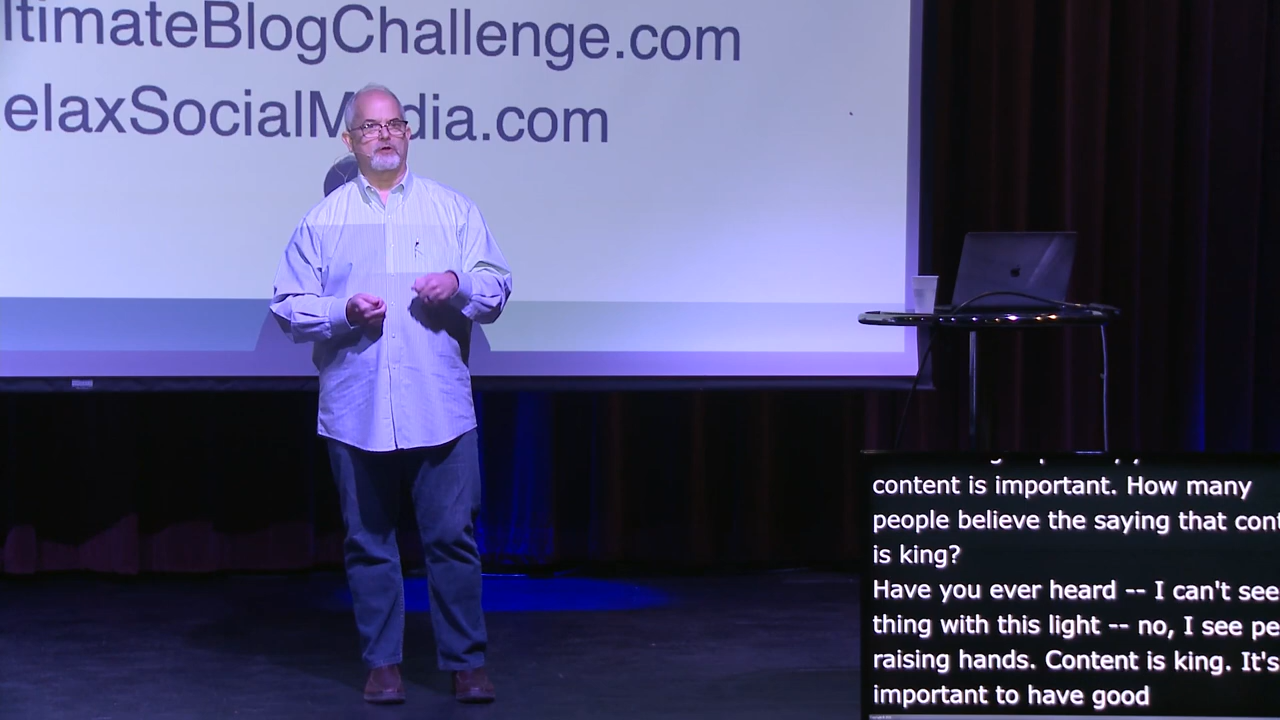 ltimateBlogChallenge.com
elaxSocialM dia.com
content is important. How many
people believe the saying that cont
is king?
Have you ever heard -- I can't see
thing with this light -- no, I see pe
raising hands. Content is king. It's
important to have good